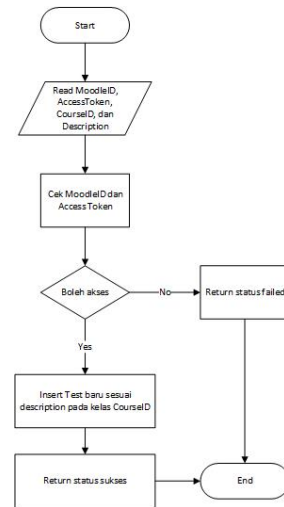 Start
Read MoodleID,
AccessToken,
CourseID, dan
Description
Cek MoodleID dan
AccessToken
Boleh akses
No
Return status failed
Yes
Insert Test baru sesuai
description pada kelas CourseID
Return status sukses
End